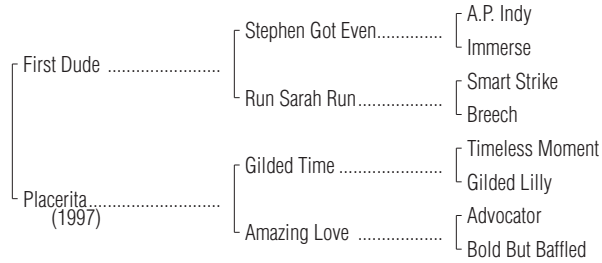 A.P. Indy
Stephen Got Even..............
Immerse
First Dude ........................
Smart Strike
Run Sarah Run..................
Breech
Timeless Moment
Gilded Time ......................
Gilded Lilly
Placerita............................
(1997)
Advocator
Amazing Love ..................
Bold But Baffled